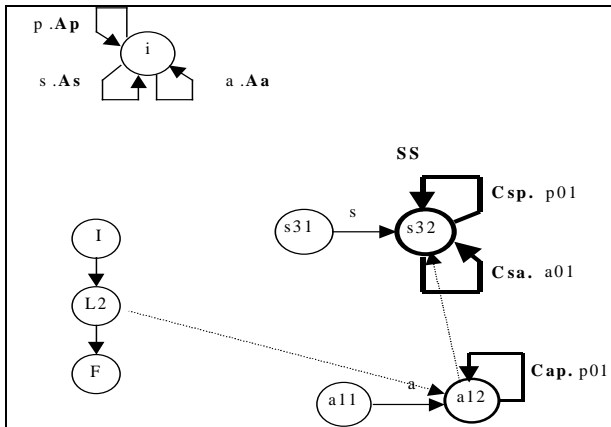 p .Ap
i
s .As
a .Aa
SS
Csp. p01
s
s31
s32
I
Csa. a01
L2
F
a
Cap. p01
a11
a12